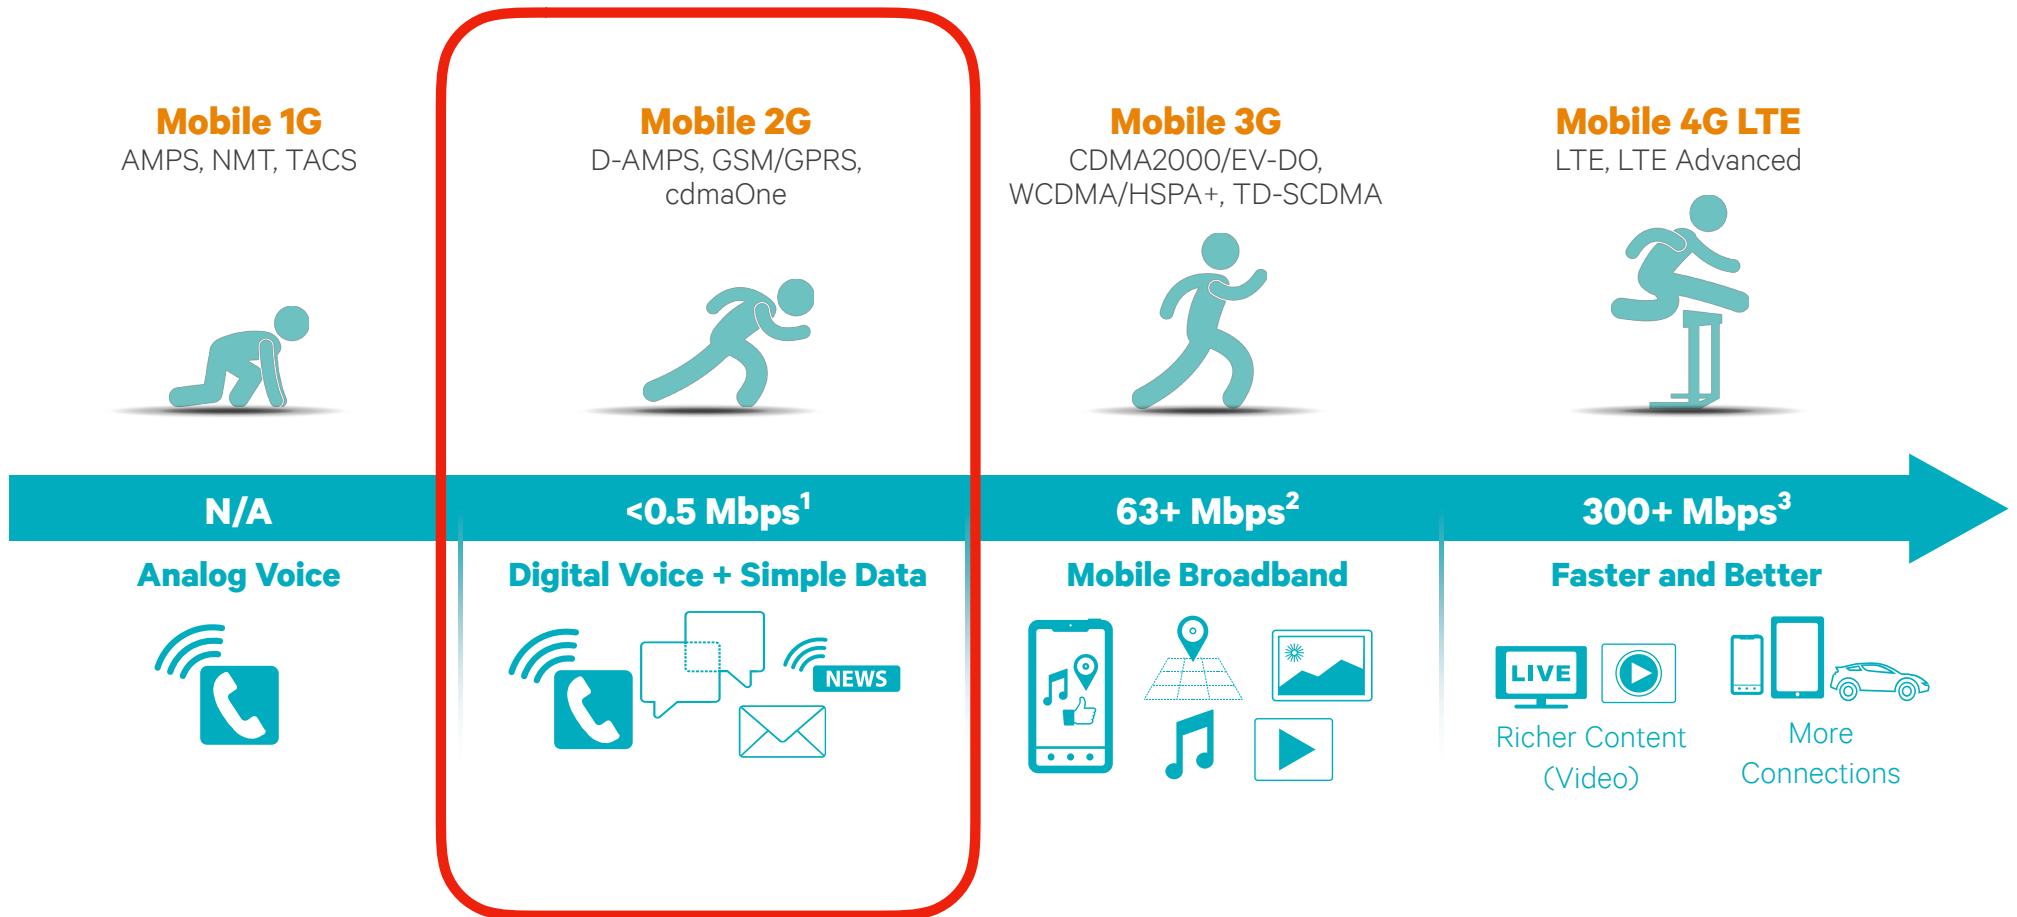 Mobile 1G
AMPS, NMT, TACS
Mobile 2G
D-AMPS, GSM/GPRS,
cdmaOne
Mobile 3G
CDMA2000/EV-DO,
WCDMA/HSPA+, TD-SCDMA
Mobile 4G LTE
LTE, LTE Advanced
N/A
<0.5 Mbps¹
63+ Mbps²
300+ Mbps³
Analog Voice
Digital Voice + Simple Data
NEWS
Mobile Broadband
Faster and Better
LIVE
Richer Content
(Video)
More
Connections